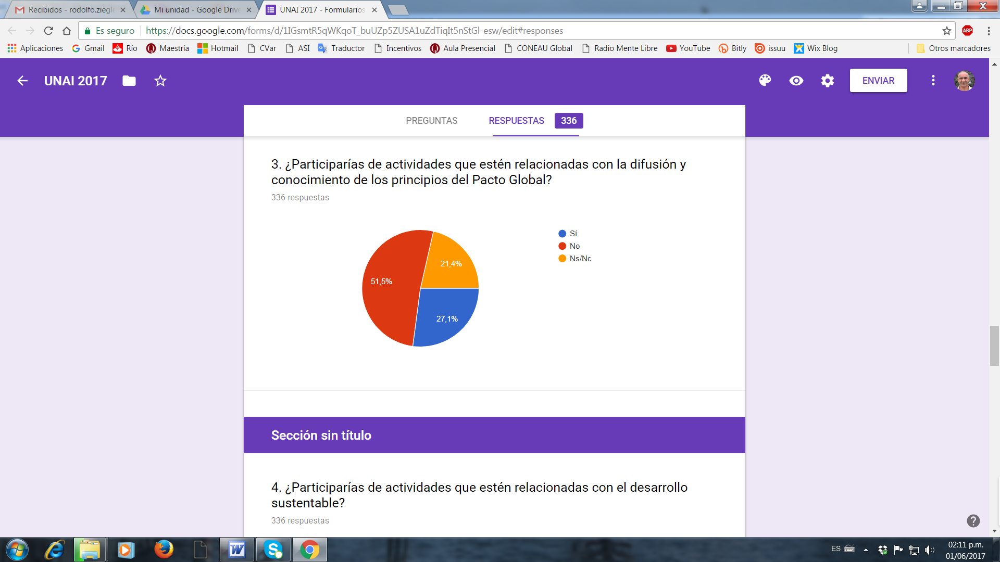 Recibidos - rodolfo.ziegle
Mi unidad - Google Drive
UNAI 2017 - Formularios
Es seguro
https://docs.google.com/forms/d/1IGsmtR5qWKqoT_buUZp5ZUSA1uZdTiqIt5nStGl-esw/edit#responses
ABP
Aplicaciones Gmail Río Maestría Hotmail CVar ASI Traductor Incentivos Aula Presencial CONEAU Global Radio Mente Libre YouTube Bitly issuu Wix Blog Otros marcadores
UNAI 2017
ENVIAR
PREGUNTAS RESPUESTAS 336
3. ¿Participarías de actividades que estén relacionadas con la difusión y
conocimiento de los principios del Pacto Global?
336 respuestas
Sí
No
Ns/Nc
21,4%
51,5%
27,1%
Sección sin título
4. ¿Participarías de actividades que estén relacionadas con el desarrollo
sustentable?
336 respuestas
ES
02:11 p.m.
01/06/2017